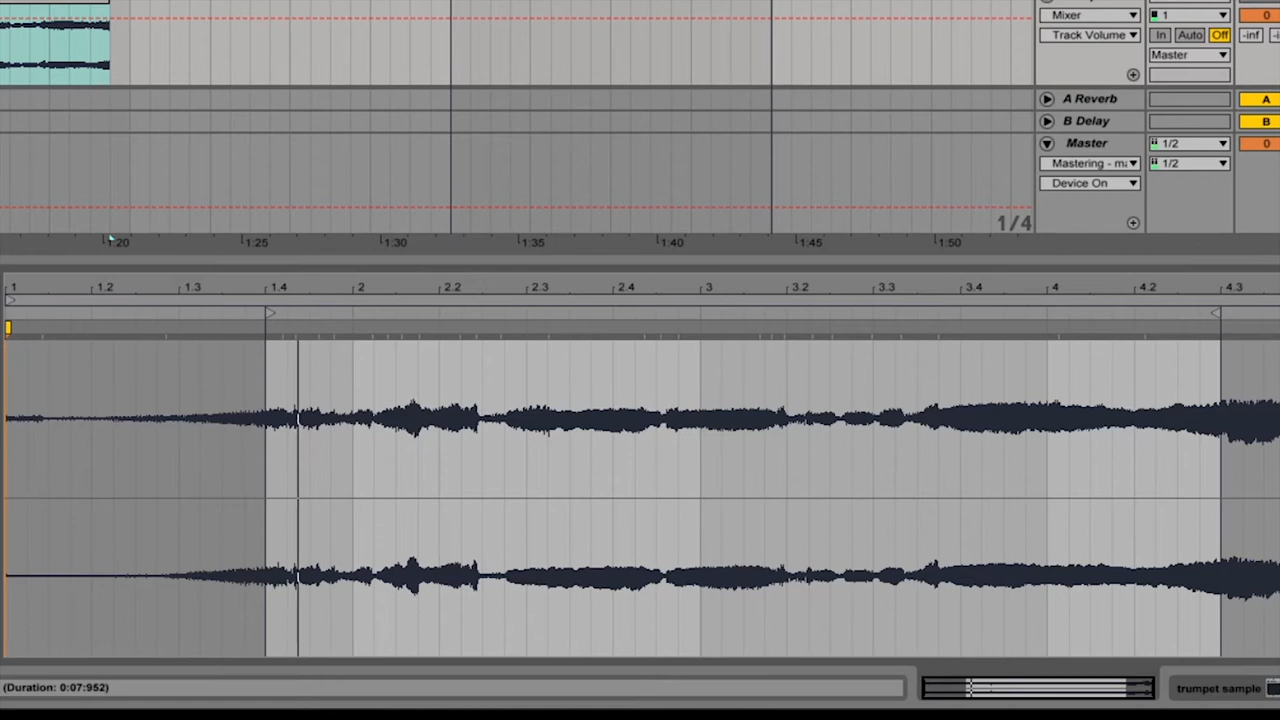 Mixer 1 0
Track Volume In Auto Off -inf
Master
A Reverb A
B Delay B
Master 1/2 0
Mastering - ma 1/2
Device On
1/4
1:20 1:25 1:30 1:35 1:40 1:45 1:50
1 1.2 1.3 1.4 2 2.2 2.3 2.4 3 3.2 3.3 3.4 4 4.2 4.3
(Duration: 0:07:952) trumpet sample